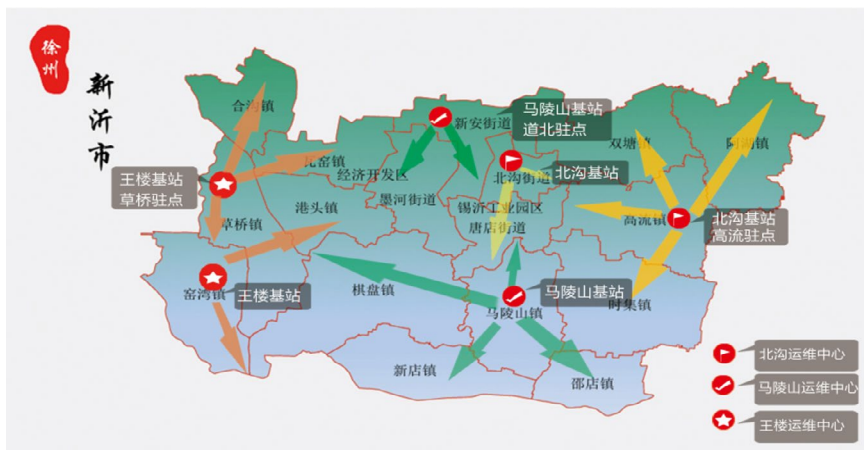 徐州
新沂市
合沟镇
瓦窑镇
王楼基站
草桥驻点
草桥镇
港头镇
经济开发区
墨河街道
新安街道
马陵山基站
道北驻点
北沟街道
北沟基站
锡沂工业园区
唐店街道
双塘镇
阿湖镇
高流镇
北沟基站
高流驻点
时集镇
窑湾镇
王楼基站
棋盘镇
马陵山基站
马陵山镇
新店镇
邵店镇
北沟运维中心
马陵山运维中心
王楼运维中心